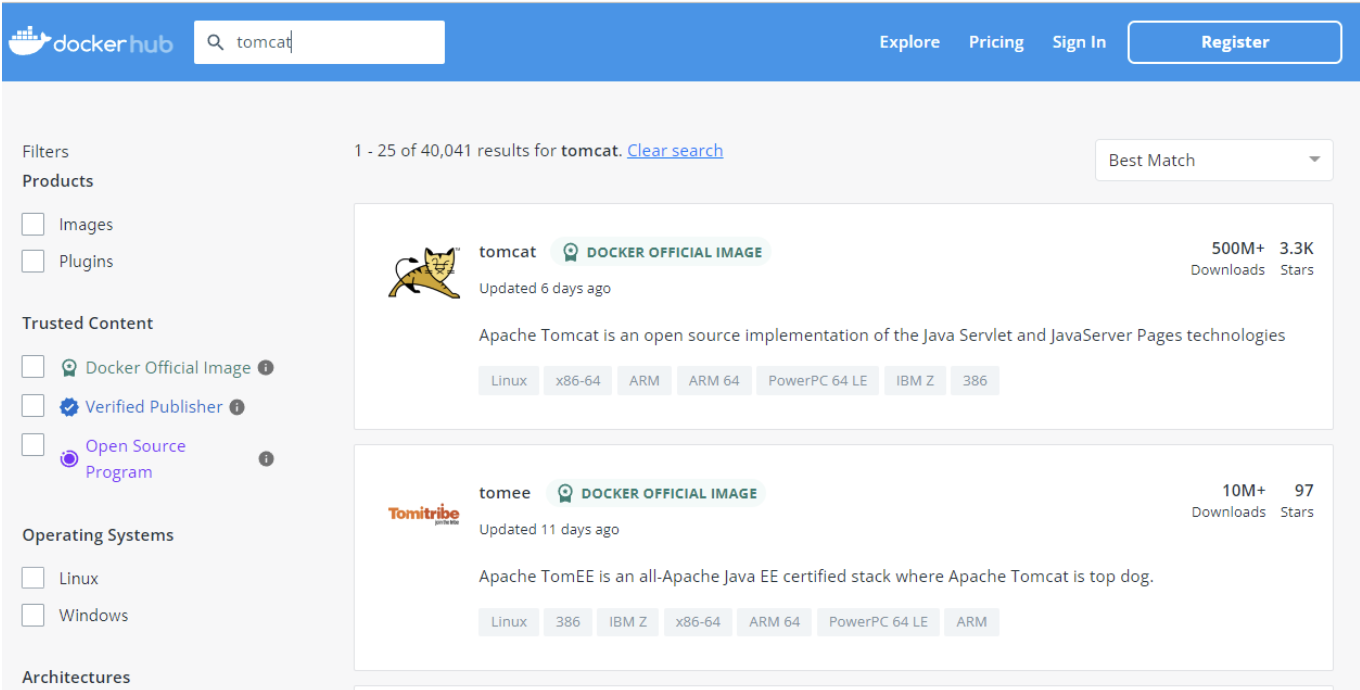 docker hub
tomcat
Explore Pricing Sign In Register
Filters
Products
Images
Plugins
Trusted Content
Docker Official Image
Verified Publisher
Open Source
Program
Operating Systems
Linux
Windows
Architectures
1 - 25 of 40,041 results for tomcat. Clear search
Best Match
tomcat DOCKER OFFICIAL IMAGE
500M+ 3.3K
Downloads Stars
Updated 6 days ago
Apache Tomcat is an open source implementation of the Java Servlet and JavaServer Pages technologies
Linux x86-64 ARM ARM 64 PowerPC 64 LE IBM Z 386
Tomitribe
tomee DOCKER OFFICIAL IMAGE
10M+ 97
Downloads Stars
Updated 11 days ago
Apache TomEE is an all-Apache Java EE certified stack where Apache Tomcat is top dog.
Linux 386 IBM Z x86-64 ARM 64 PowerPC 64 LE ARM